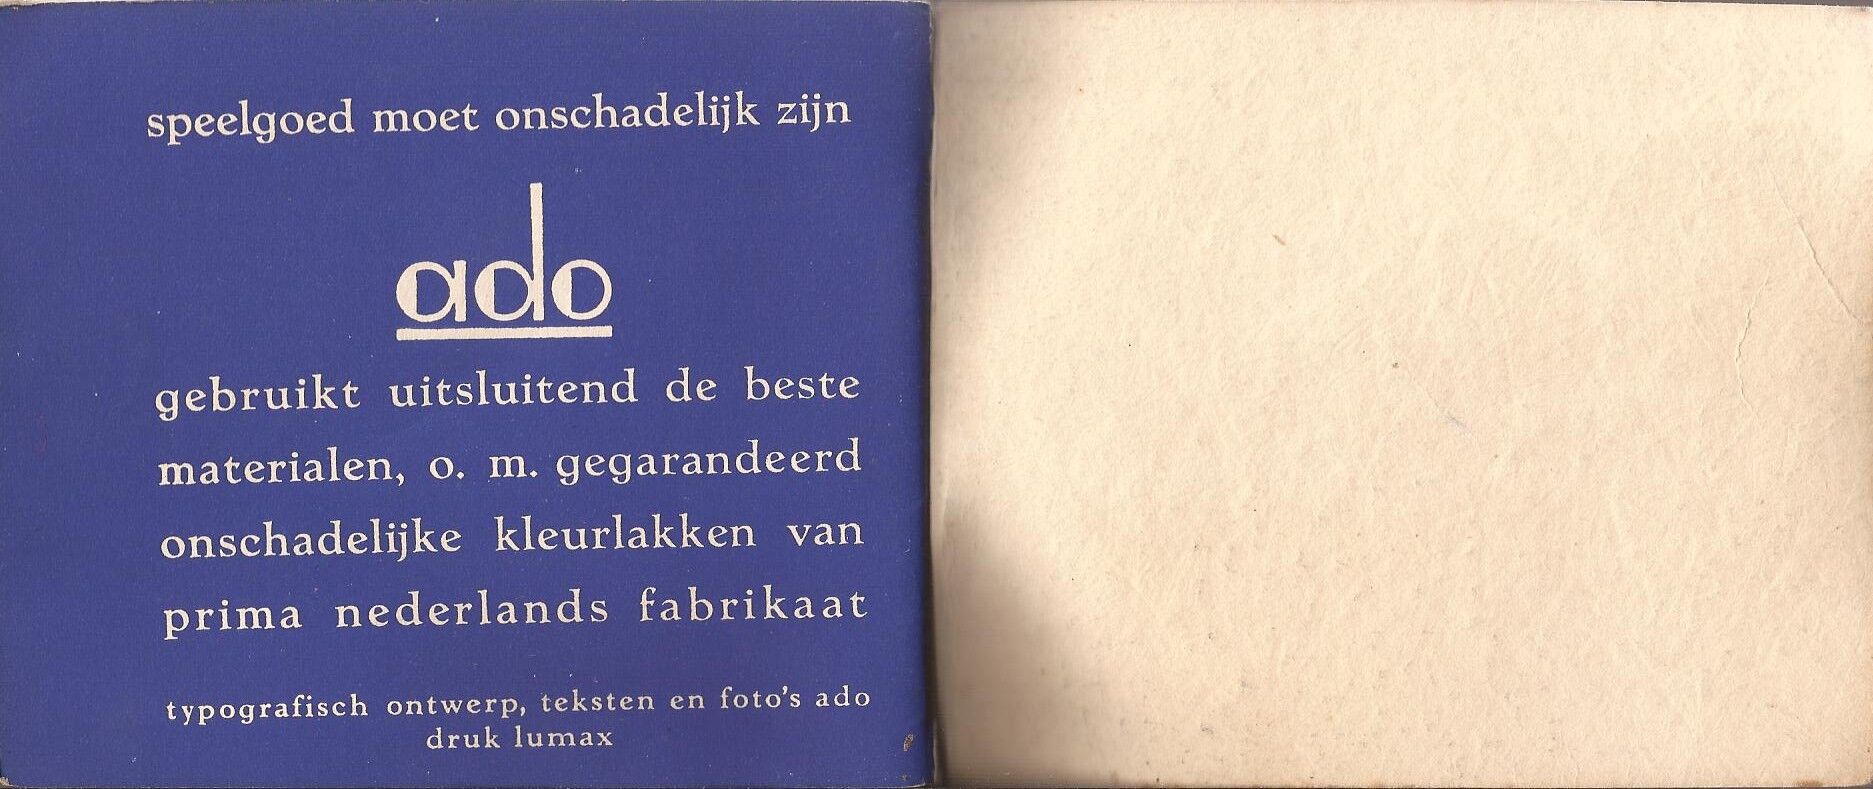 speelgoed moet onschadelijk zijn
ado
gebruikt uitsluitend de beste
materialen, o. m. gegarandeerd
onschadelijke kleurlakken van
prima nederlands fabrikaat
typografisch ontwerp, teksten en foto's ado
druk lumax